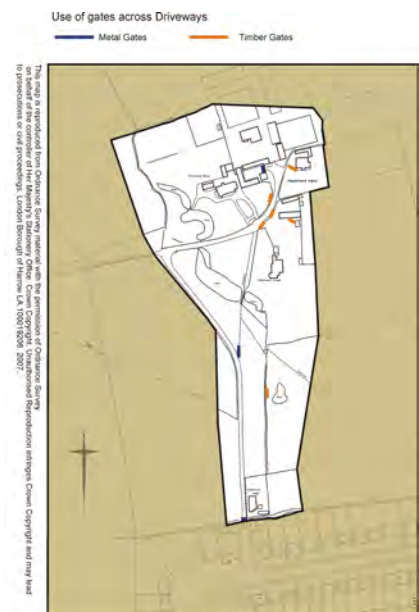 Use of gates across Driveways
Metal Gates
Timber Gates
This map is reproduced from Ordnance Survey material with the permission of Ordnance Survey
on behalf of the controller of Her Majesty's Stationery Office. Crown Copyright. Unauthorised Reproduction infringes Crown Copyright and may lead
to prosecutions or civil proceedings. London Borough of Harrow LA. 100019206. 2007.